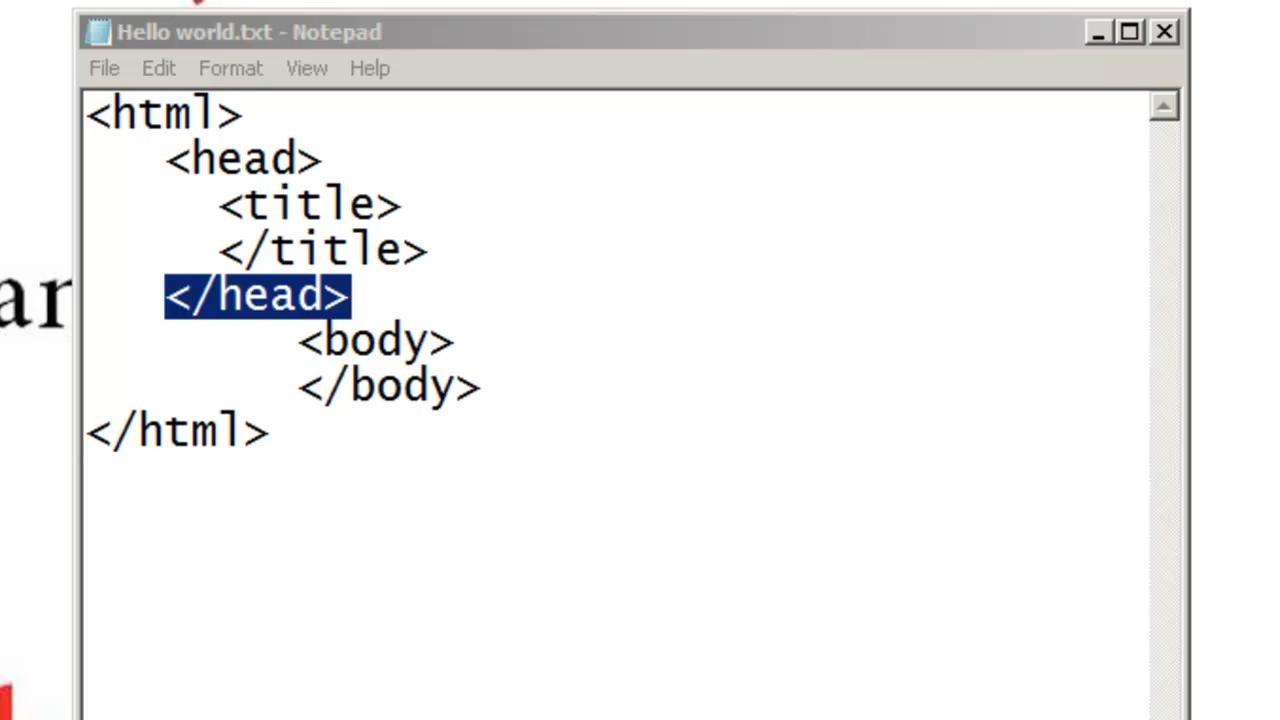 Hello world.txt - Notepad
File Edit Format View Help
<html>
<head>
<title>
</title>
</head>
<body>
</body>
</html>